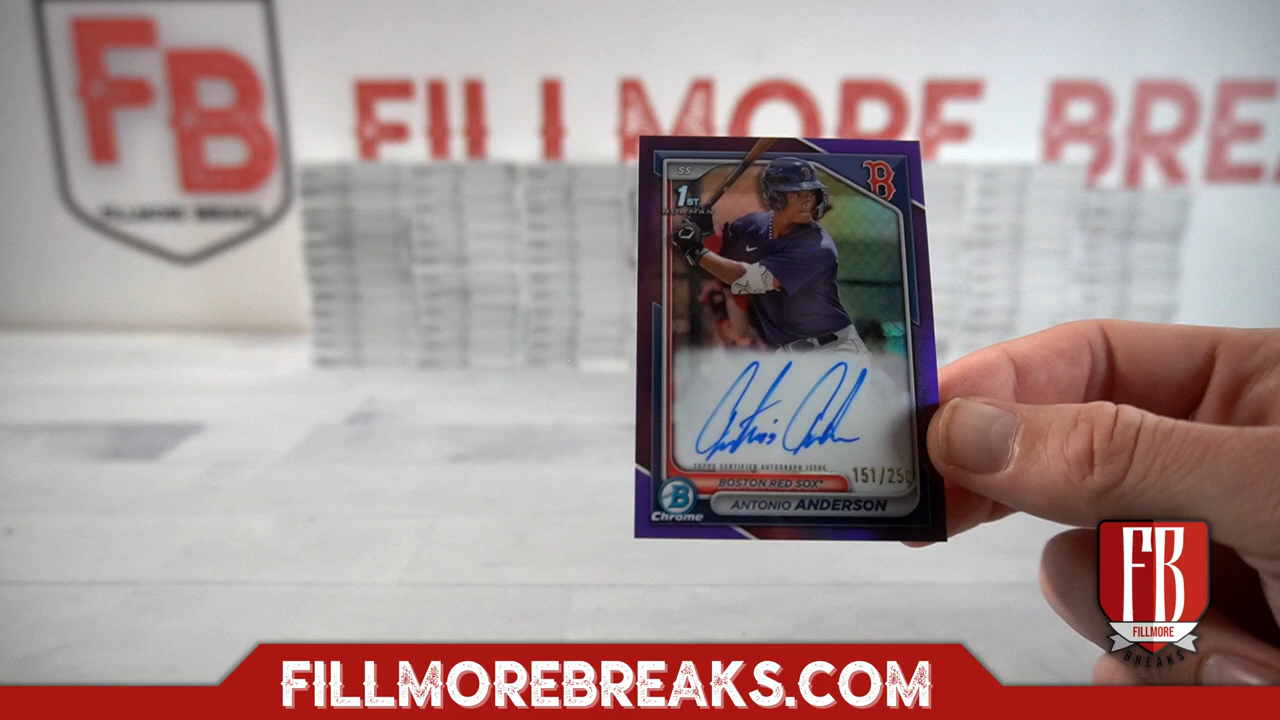 FB
FILLMORE BREAKS
FILLMORE BRE
SS
1ST
BOWMAN
B
TOPPS CERTIFIED AUTOGRAPH ISSUE
151/250
BOSTON RED SOX
ANTONIO ANDERSON
B
Chrome
FB
FILLMORE
BREAKS
FILLMOREBREAKS.COM